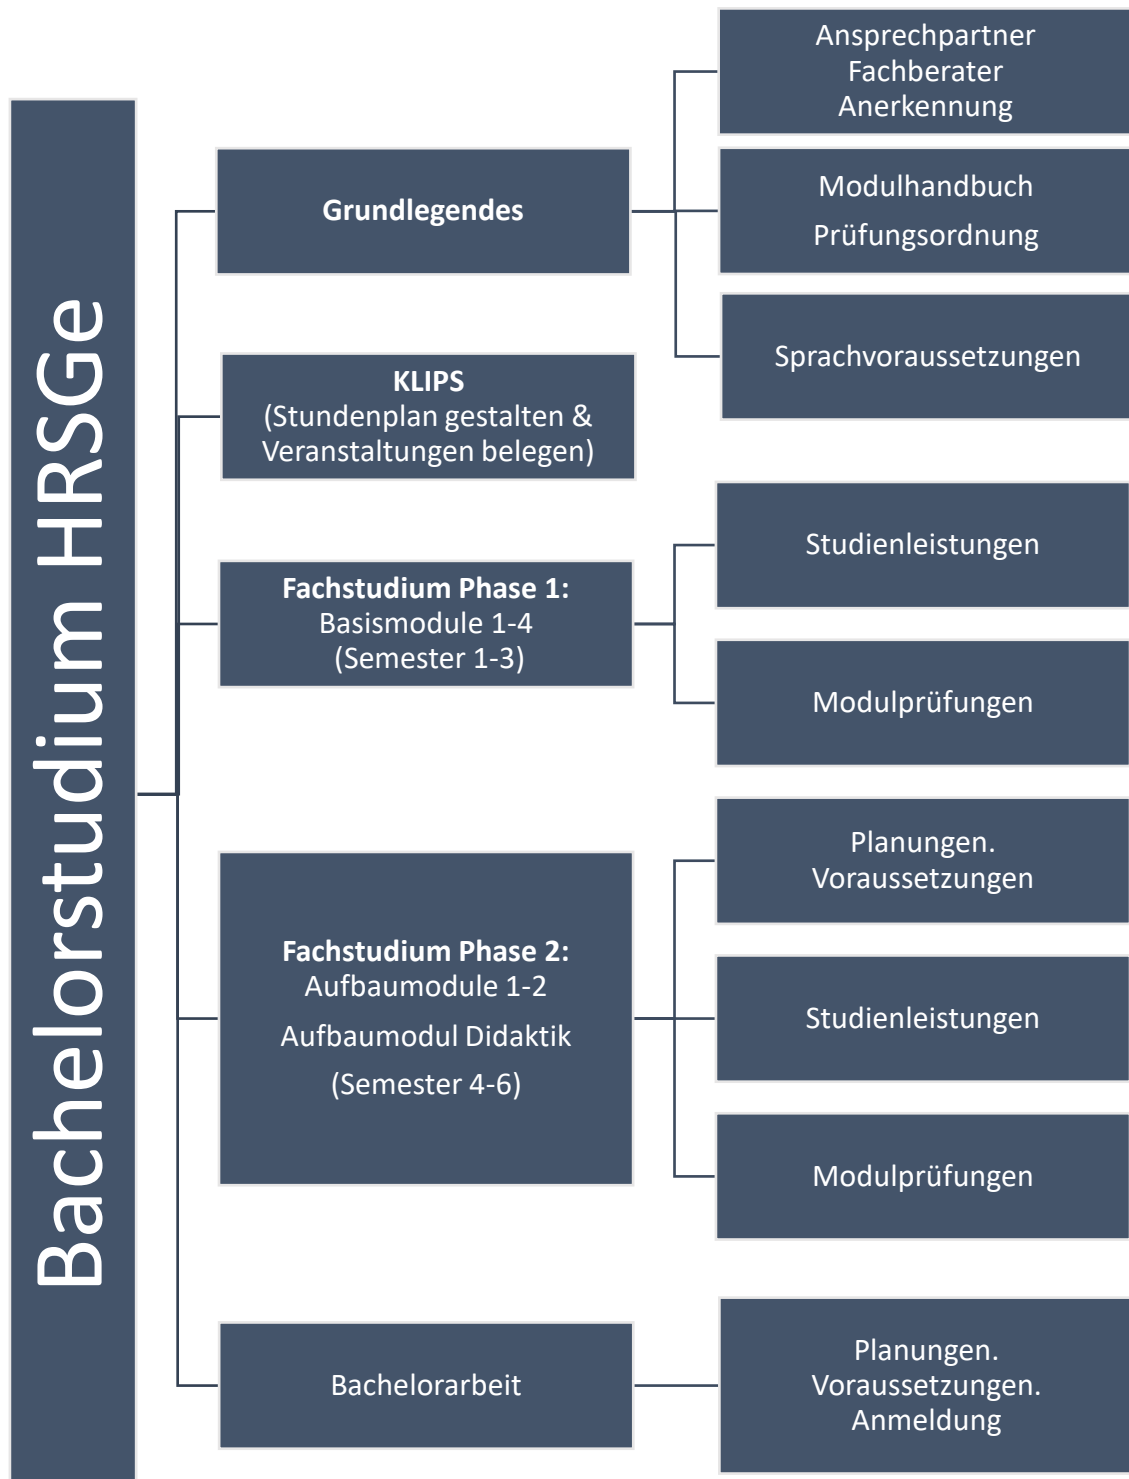 Bachelorstudium HRSGe
Grundlegendes
Ansprechpartner
Fachberater
Anerkennung
Modulhandbuch
Prüfungsordnung
Sprachvoraussetzungen
KLIPS
(Stundenplan gestalten &
Veranstaltungen belegen)
Fachstudium Phase 1:
Basismodule 1-4
(Semester 1-3)
Studienleistungen
Modulprüfungen
Fachstudium Phase 2:
Aufbaumodule 1-2
Aufbaumodul Didaktik
(Semester 4-6)
Planungen.
Voraussetzungen
Studienleistungen
Modulprüfungen
Bachelorarbeit
Planungen.
Voraussetzungen.
Anmeldung